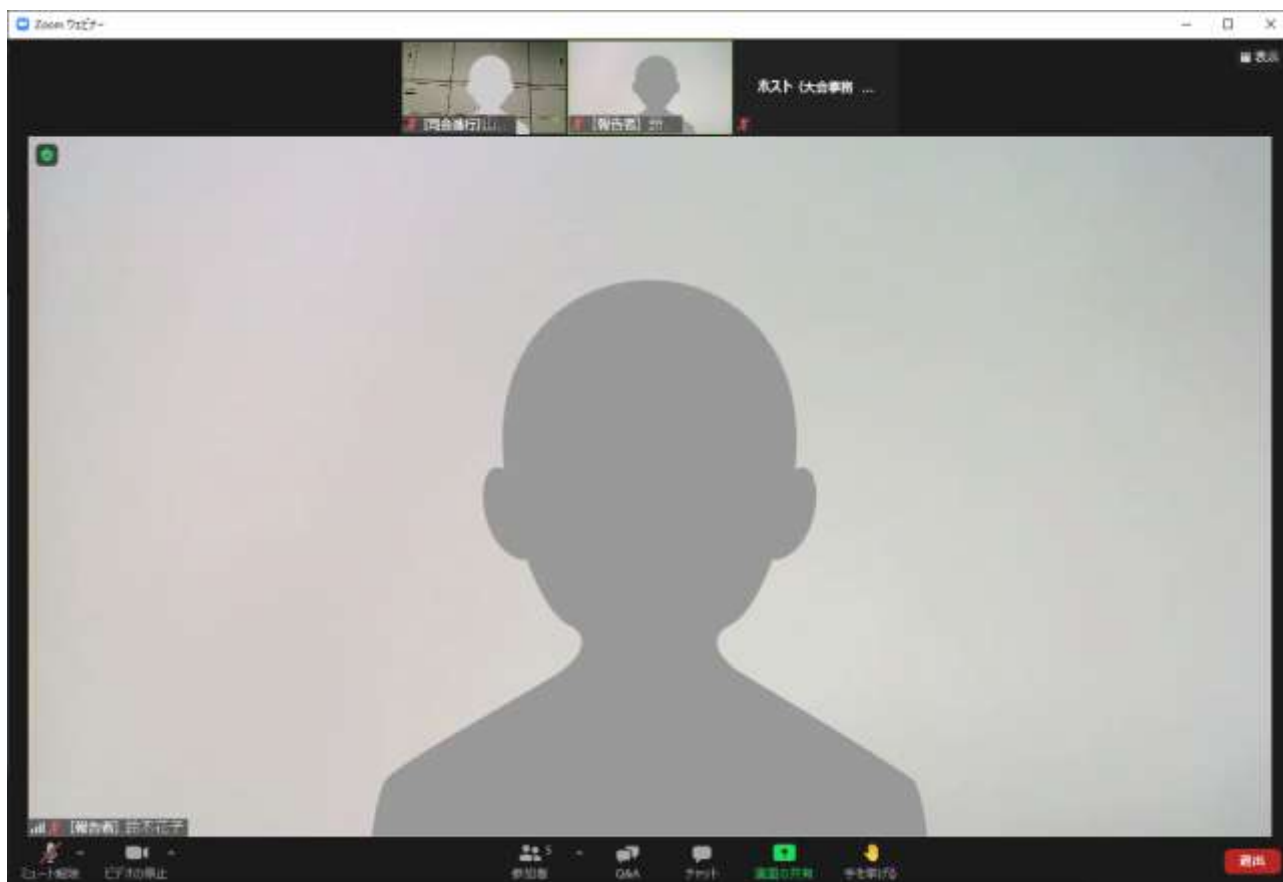 Zoom ウェビナー
表示
ホスト (大会事務 ...
[司会進行]山...
[報告者] 鈴
[報告者] 鈴木花子
ミュート解除
ビデオの停止
5
参加者
Q&A
チャット
画面の共有
手を挙げる
退出